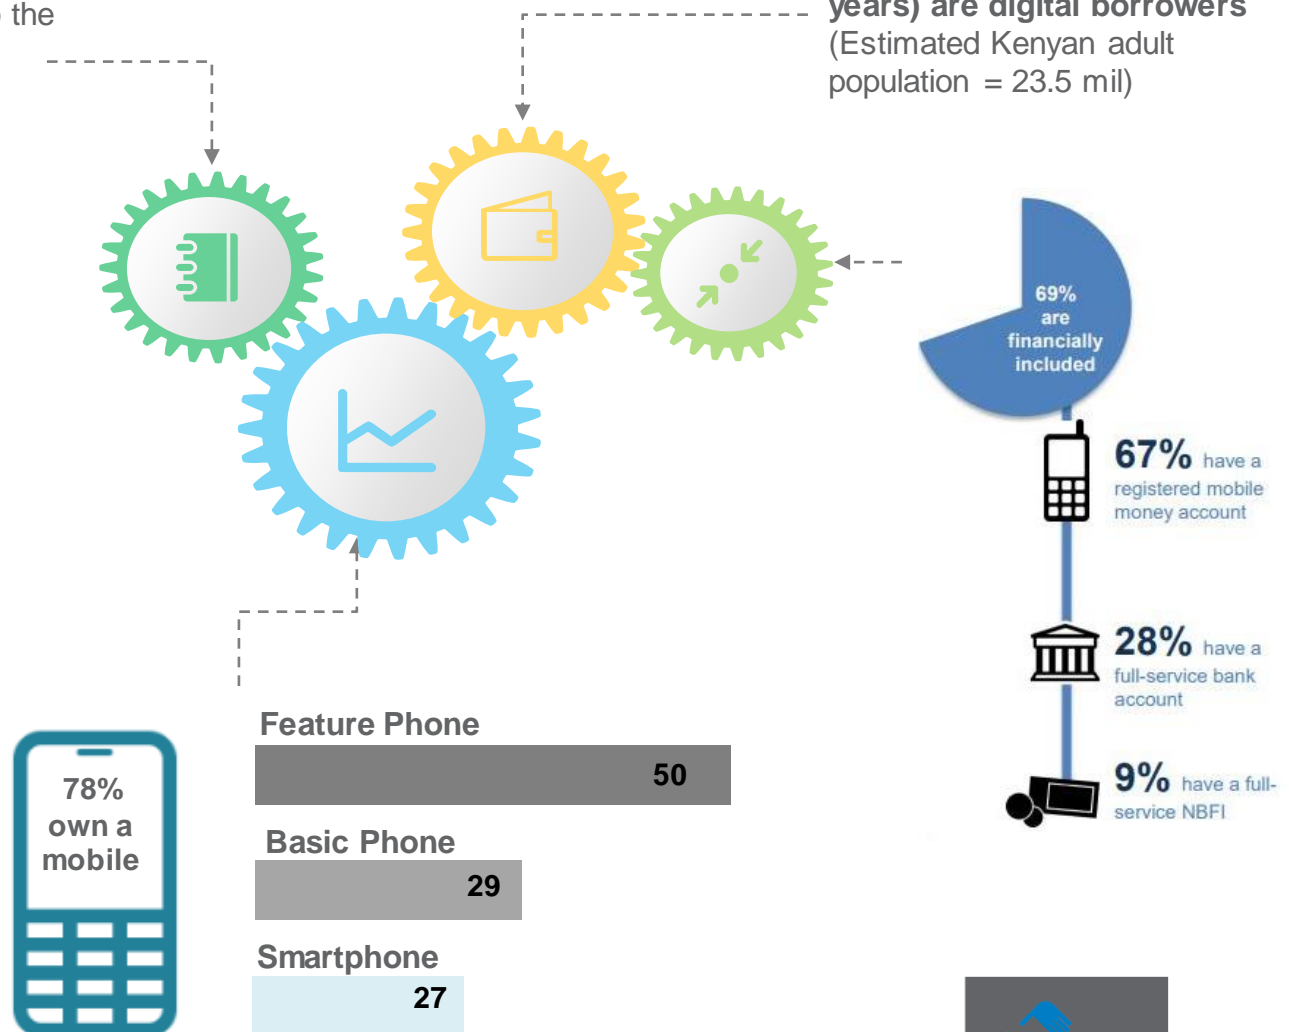 the
years) are digital borrowers
(Estimated Kenyan adult
population = 23.5 mil)
69%
are
financially
included
67% have a
registered mobile
money account
28% have a
full-service bank
account
9% have a full-
service NBFI
78%
own a
mobile
Feature Phone
50
Basic Phone
29
Smartphone
27